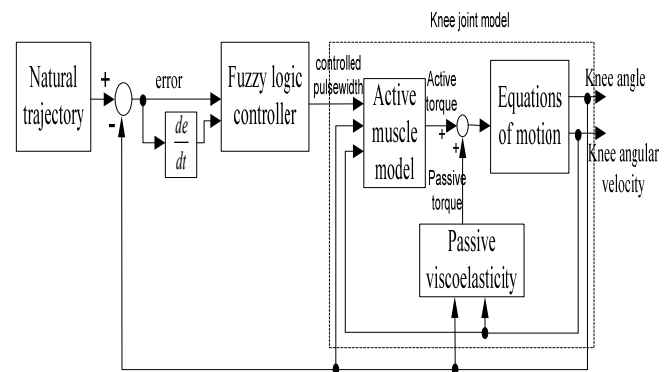 Knee joint model
Natural
trajectory
+
-
error
de
dt
Fuzzy logic
controller
controlled
pulsewidth
Active
muscle
model
Active
torque
+
+
Passive
torque
Equations
of motion
Knee angle
Knee angular
velocity
Passive
viscoelasticity